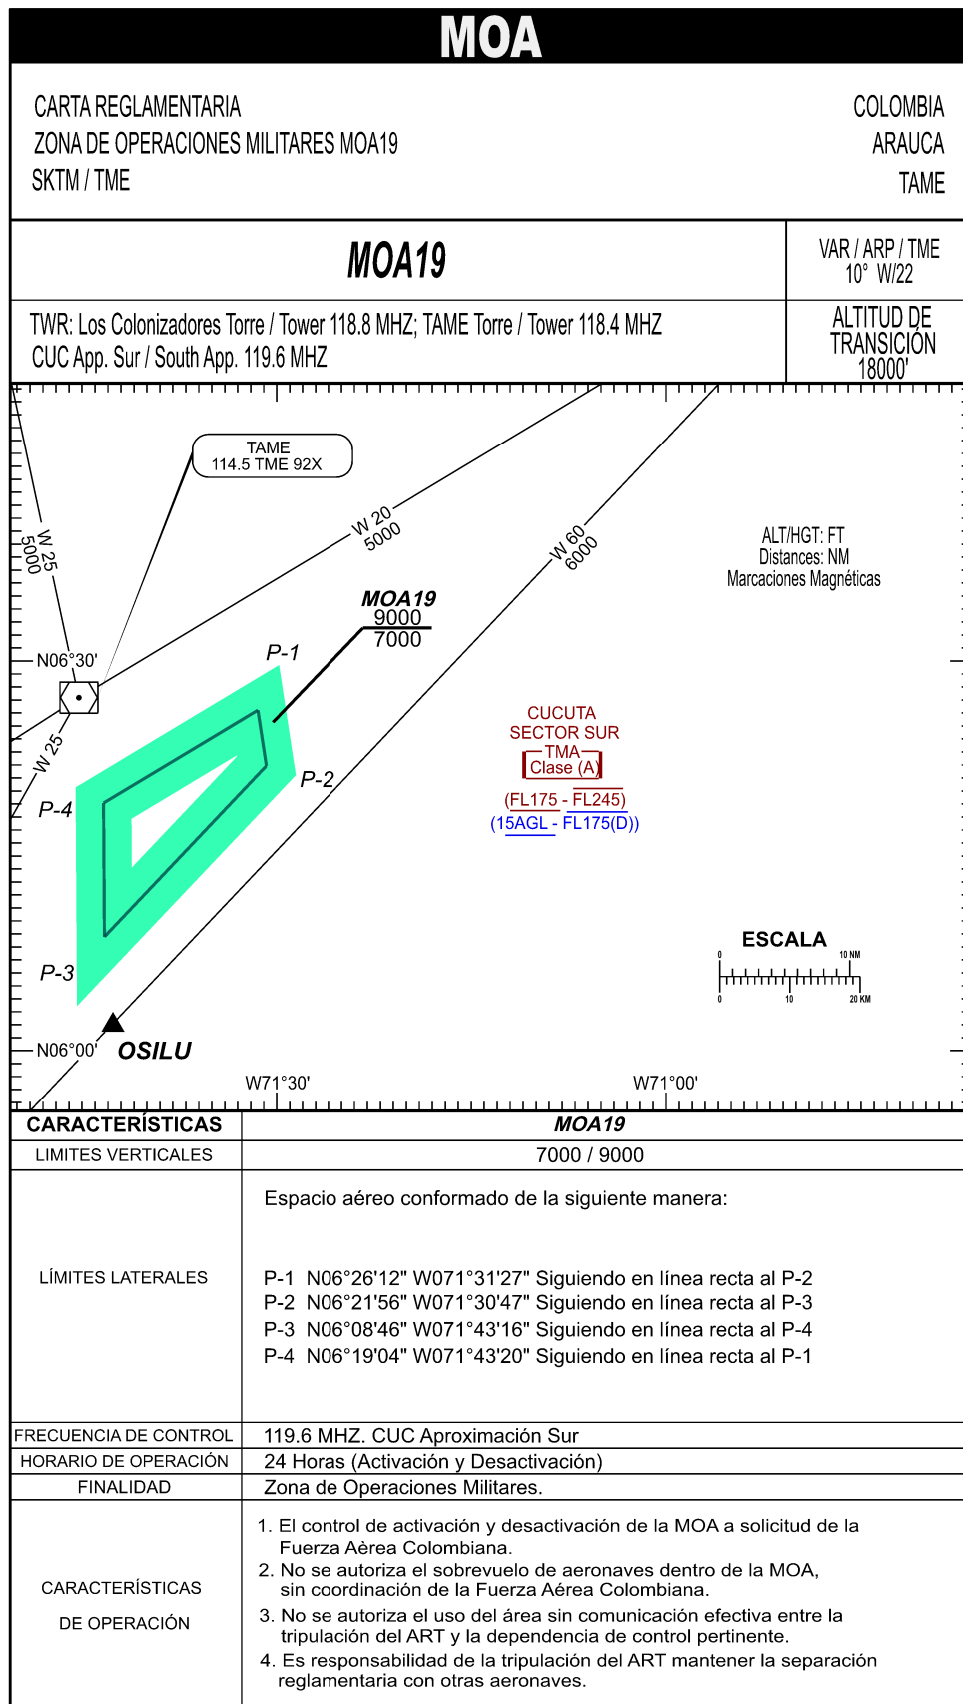 MOA
CARTA REGLAMENTARIA
ZONA DE OPERACIONES MILITARES MOA19
SKTM / TME
COLOMBIA
ARAUCA
TAME
MOA19
VAR / ARP / TME
10° W/22
TWR: Los Colonizadores Torre / Tower 118.8 MHZ; TAME Torre / Tower 118.4 MHZ
CUC App. Sur / South App. 119.6 MHZ
ALTITUD DE
TRANSICIÓN
18000'
TAME
114.5 TME 92X
W 25
5000
W 20
5000
W 60
6000
ALT/HGT: FT
Distances: NM
Marcaciones Magnéticas
MOA19
9000
7000
N06°30'
P-1
W 25
P-2
P-4
CUCUTA
SECTOR SUR
TMA
Clase (A)
(FL175 - FL245)
(15AGL - FL175(D))
ESCALA
0 10 NM
0 10 20 KM
P-3
N06°00'
OSILU
W71°30'
W71°00'
CARACTERÍSTICAS
MOA19
LIMITES VERTICALES
7000 / 9000
LÍMITES LATERALES
Espacio aéreo conformado de la siguiente manera:
P-1 N06°26'12" W071°31'27" Siguiendo en línea recta al P-2
P-2 N06°21'56" W071°30'47" Siguiendo en línea recta al P-3
P-3 N06°08'46" W071°43'16" Siguiendo en línea recta al P-4
P-4 N06°19'04" W071°43'20" Siguiendo en línea recta al P-1
FRECUENCIA DE CONTROL
119.6 MHZ. CUC Aproximación Sur
HORARIO DE OPERACIÓN
24 Horas (Activación y Desactivación)
FINALIDAD
Zona de Operaciones Militares.
CARACTERÍSTICAS
DE OPERACIÓN
1. El control de activación y desactivación de la MOA a solicitud de la
Fuerza Aèrea Colombiana.
2. No se autoriza el sobrevuelo de aeronaves dentro de la MOA,
sin coordinación de la Fuerza Aérea Colombiana.
3. No se autoriza el uso del área sin comunicación efectiva entre la
tripulación del ART y la dependencia de control pertinente.
4. Es responsabilidad de la tripulación del ART mantener la separación
reglamentaria con otras aeronaves.